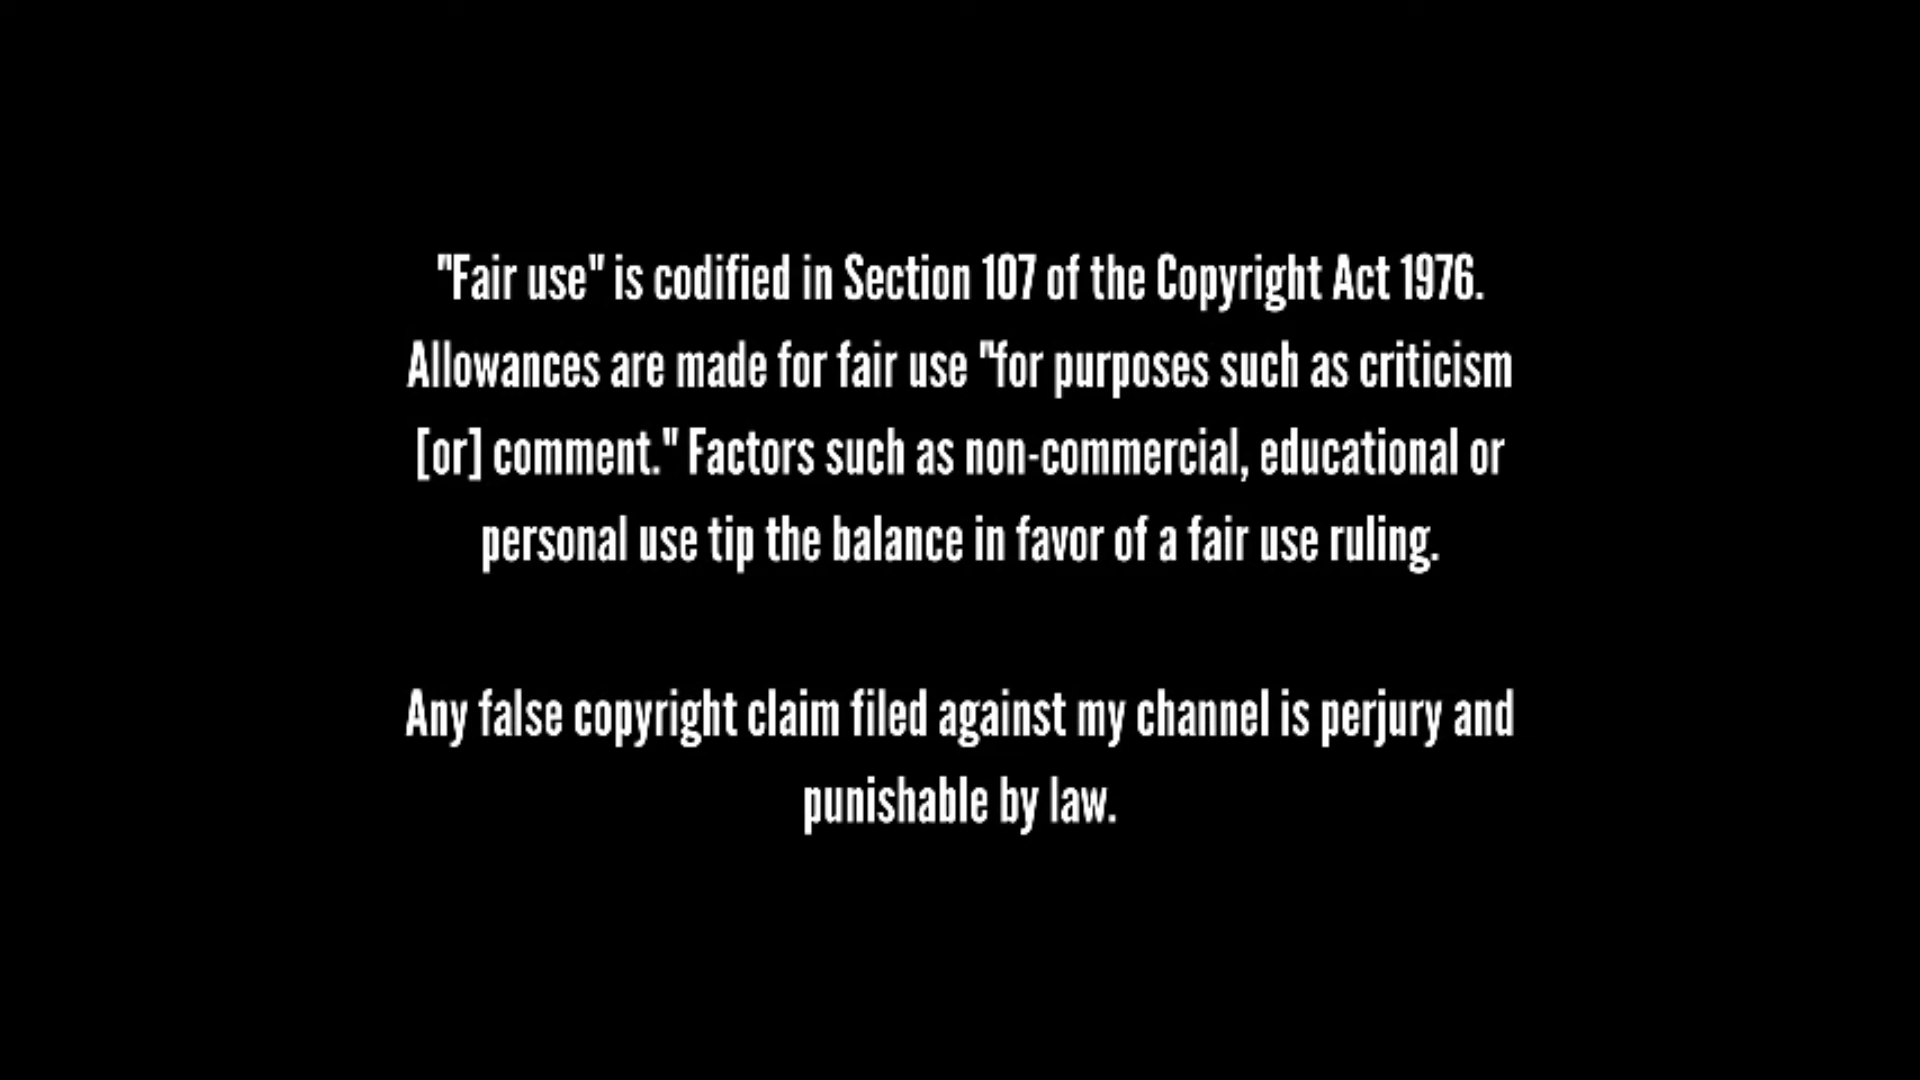 "Fair use" is codified in Section 107 of the Copyright Act 1976.
Allowances are made for fair use "for purposes such as criticism
[or] comment." Factors such as non-commercial, educational or
personal use tip the balance in favor of a fair use ruling.
Any false copyright claim filed against my channel is perjury and
punishable by law.